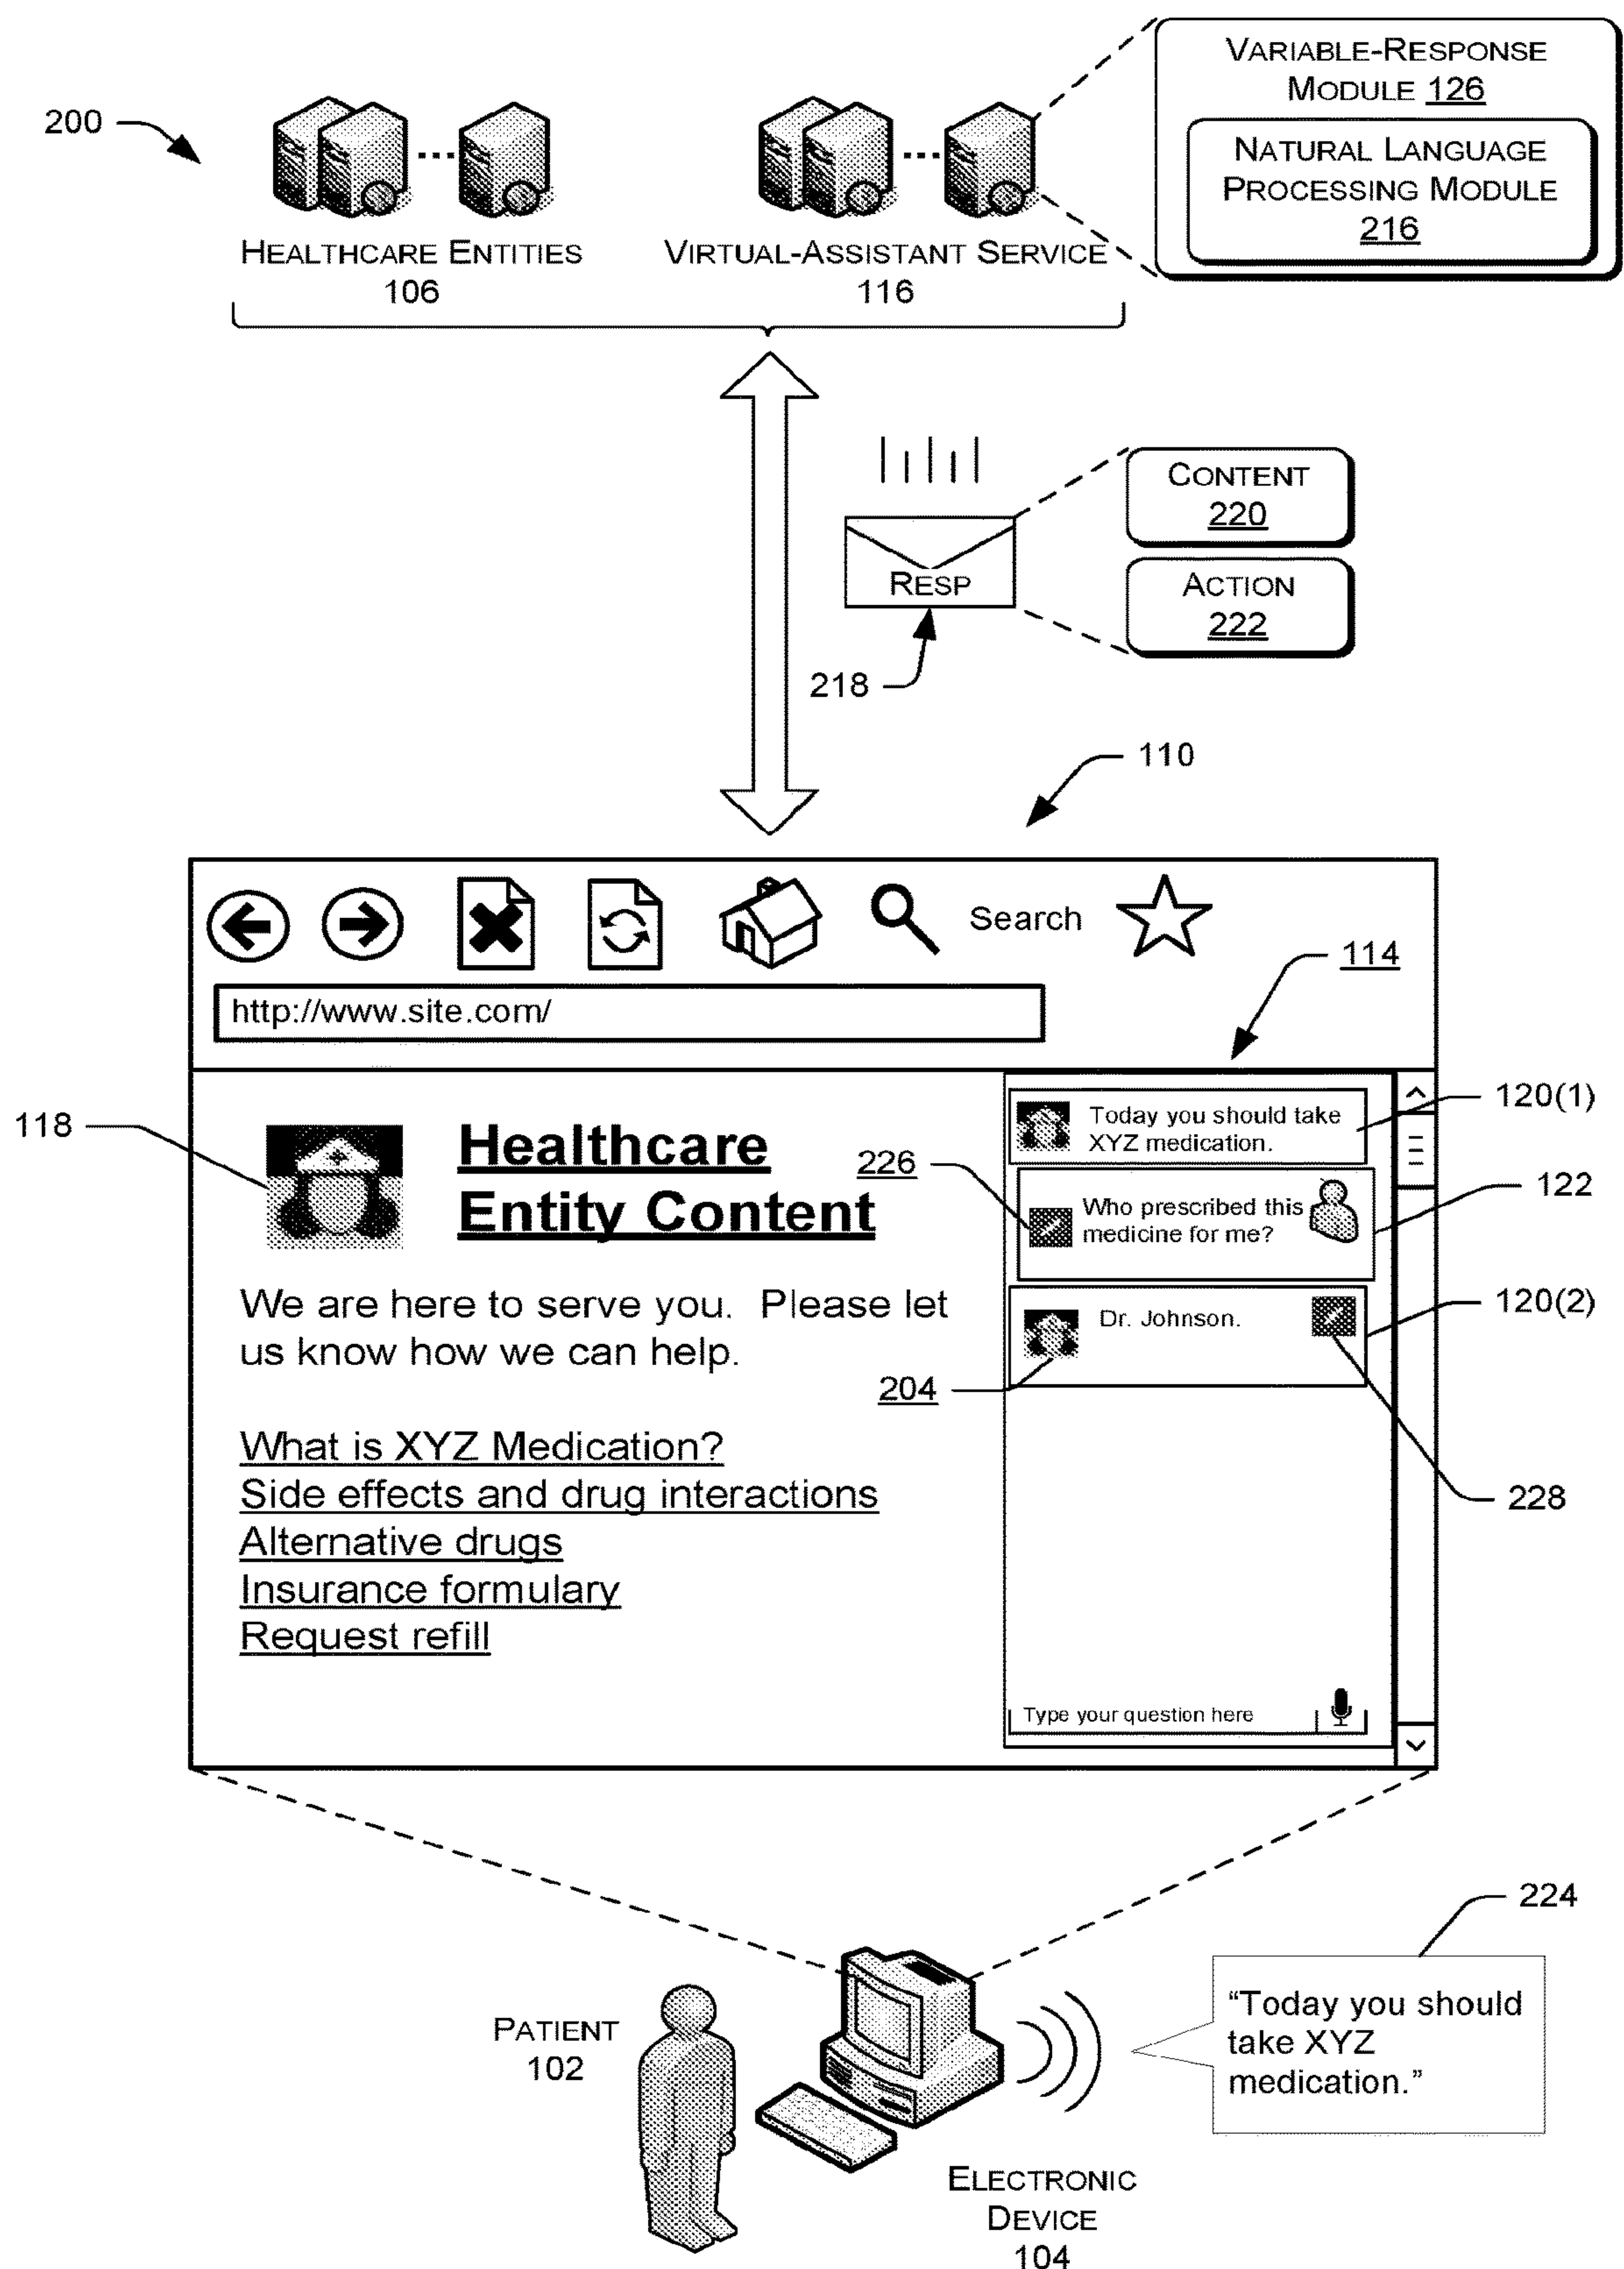 200
VARIABLE-RESPONSE
MODULE 126
NATURAL LANGUAGE
PROCESSING MODULE
216
HEALTHCARE ENTITIES
106
VIRTUAL-ASSISTANT SERVICE
116
CONTENT
220
RESP
ACTION
222
218
110
Search
114
http://www.site.com/
118
Healthcare
Entity Content
We are here to serve you. Please let
us know how we can help.
What is XYZ Medication?
Side effects and drug interactions
Alternative drugs
Insurance formulary
Request refill
Today you should take
XYZ medication.
120(1)
226
Who prescribed this
medicine for me?
122
Dr. Johnson.
120(2)
204
228
Type your question here
224
"Today you should
take XYZ
medication."
PATIENT
102
ELECTRONIC
DEVICE
104